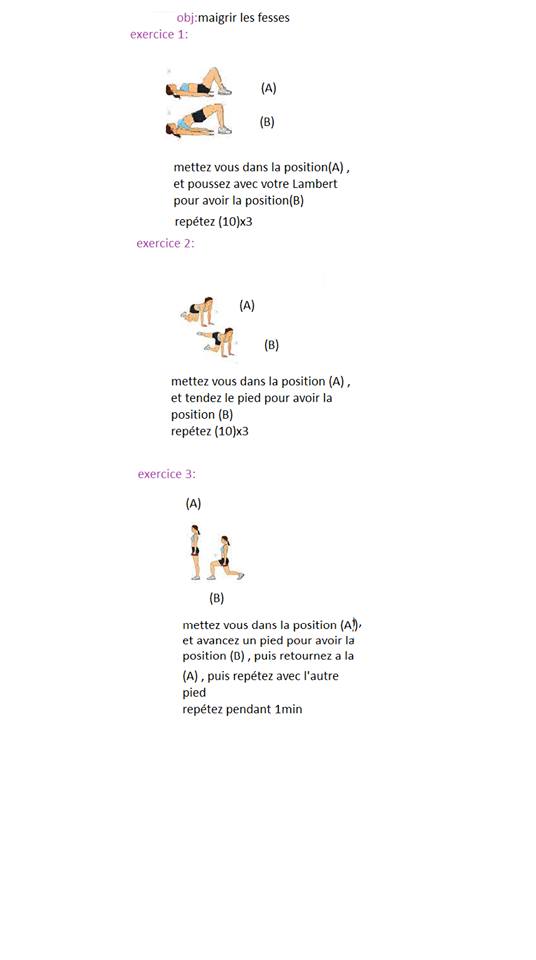 obj:maigrir les fesses
exercice 1:
(A)
(B)
mettez vous dans la position(A) ,
et poussez avec votre Lambert
pour avoir la position(B)
repétez (10)x3
exercice 2:
(A)
(B)
mettez vous dans la position (A) ,
et tendez le pied pour avoir la
position (B)
repétez (10)x3
exercice 3:
(A)
(B)
mettez vous dans la position (A),
et avancez un pied pour avoir la
position (B) , puis retournez a la
(A) , puis repétez avec l'autre
pied
repétez pendant 1min